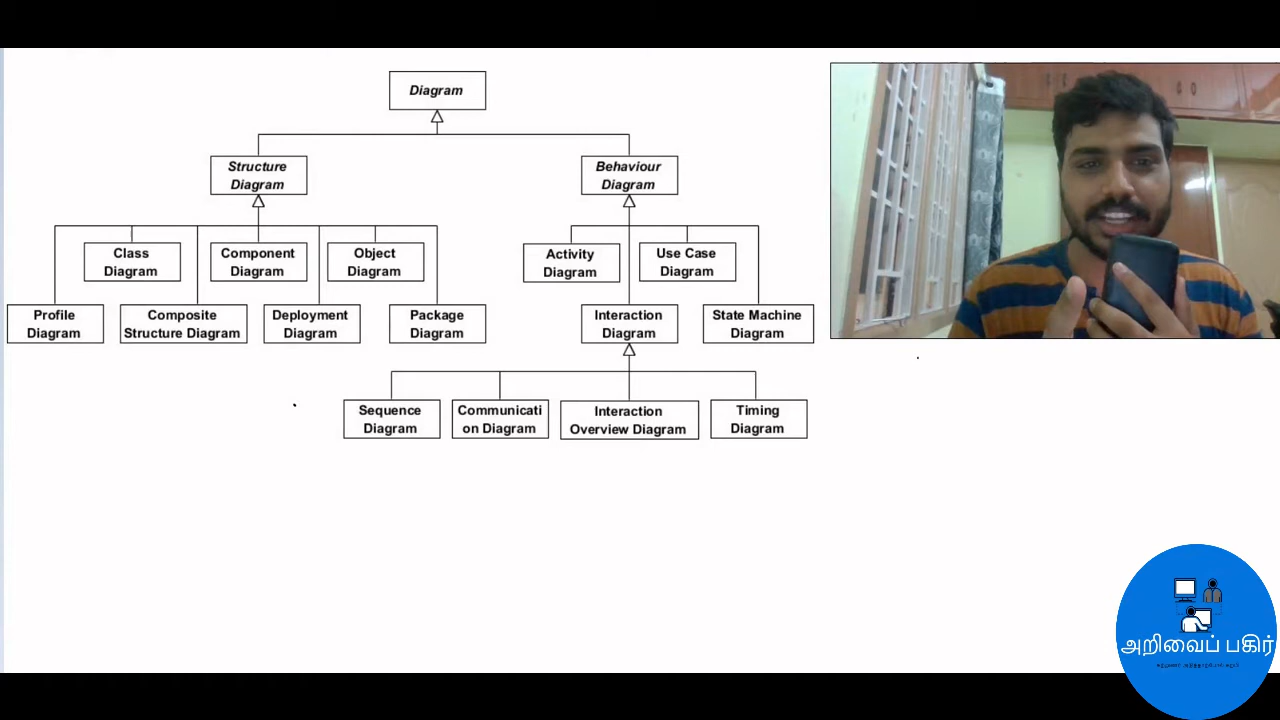 Diagram
Structure
Diagram
Behaviour
Diagram
Class
Diagram
Component
Diagram
Object
Diagram
Activity
Diagram
Use Case
Diagram
Profile
Diagram
Composite
Structure Diagram
Deployment
Diagram
Package
Diagram
Interaction
Diagram
State Machine
Diagram
Sequence
Diagram
Communicati
on Diagram
Interaction
Overview Diagram
Timing
Diagram
அறிவைப் பகிர்